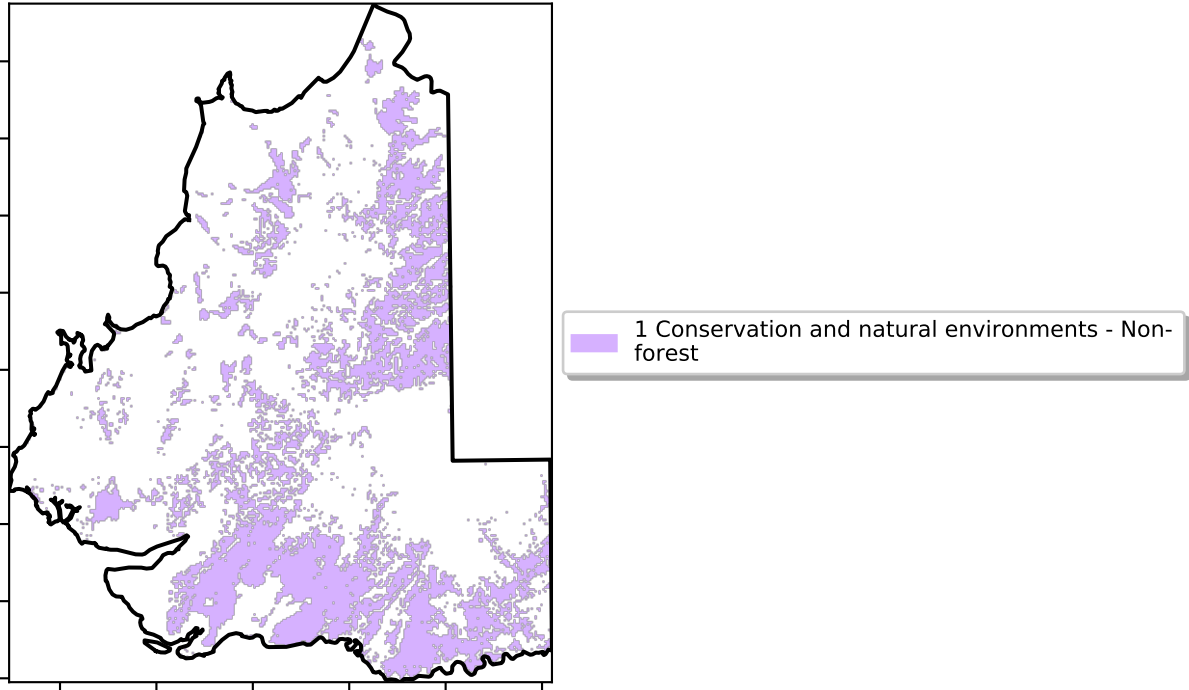 1 Conservation and natural environments - Non-
forest